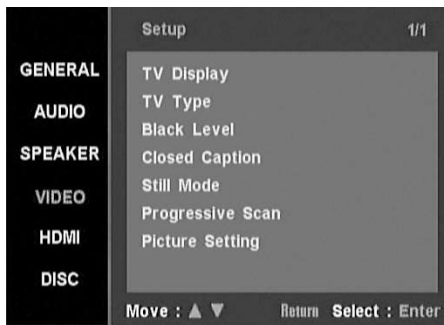 Setup 1/1
GENERAL
AUDIO
SPEAKER
VIDEO
HDMI
DISC
TV Display
TV Type
Black Level
Closed Caption
Still Mode
Progressive Scan
Picture Setting
Move : ▲ ▼ Return Select : Enter